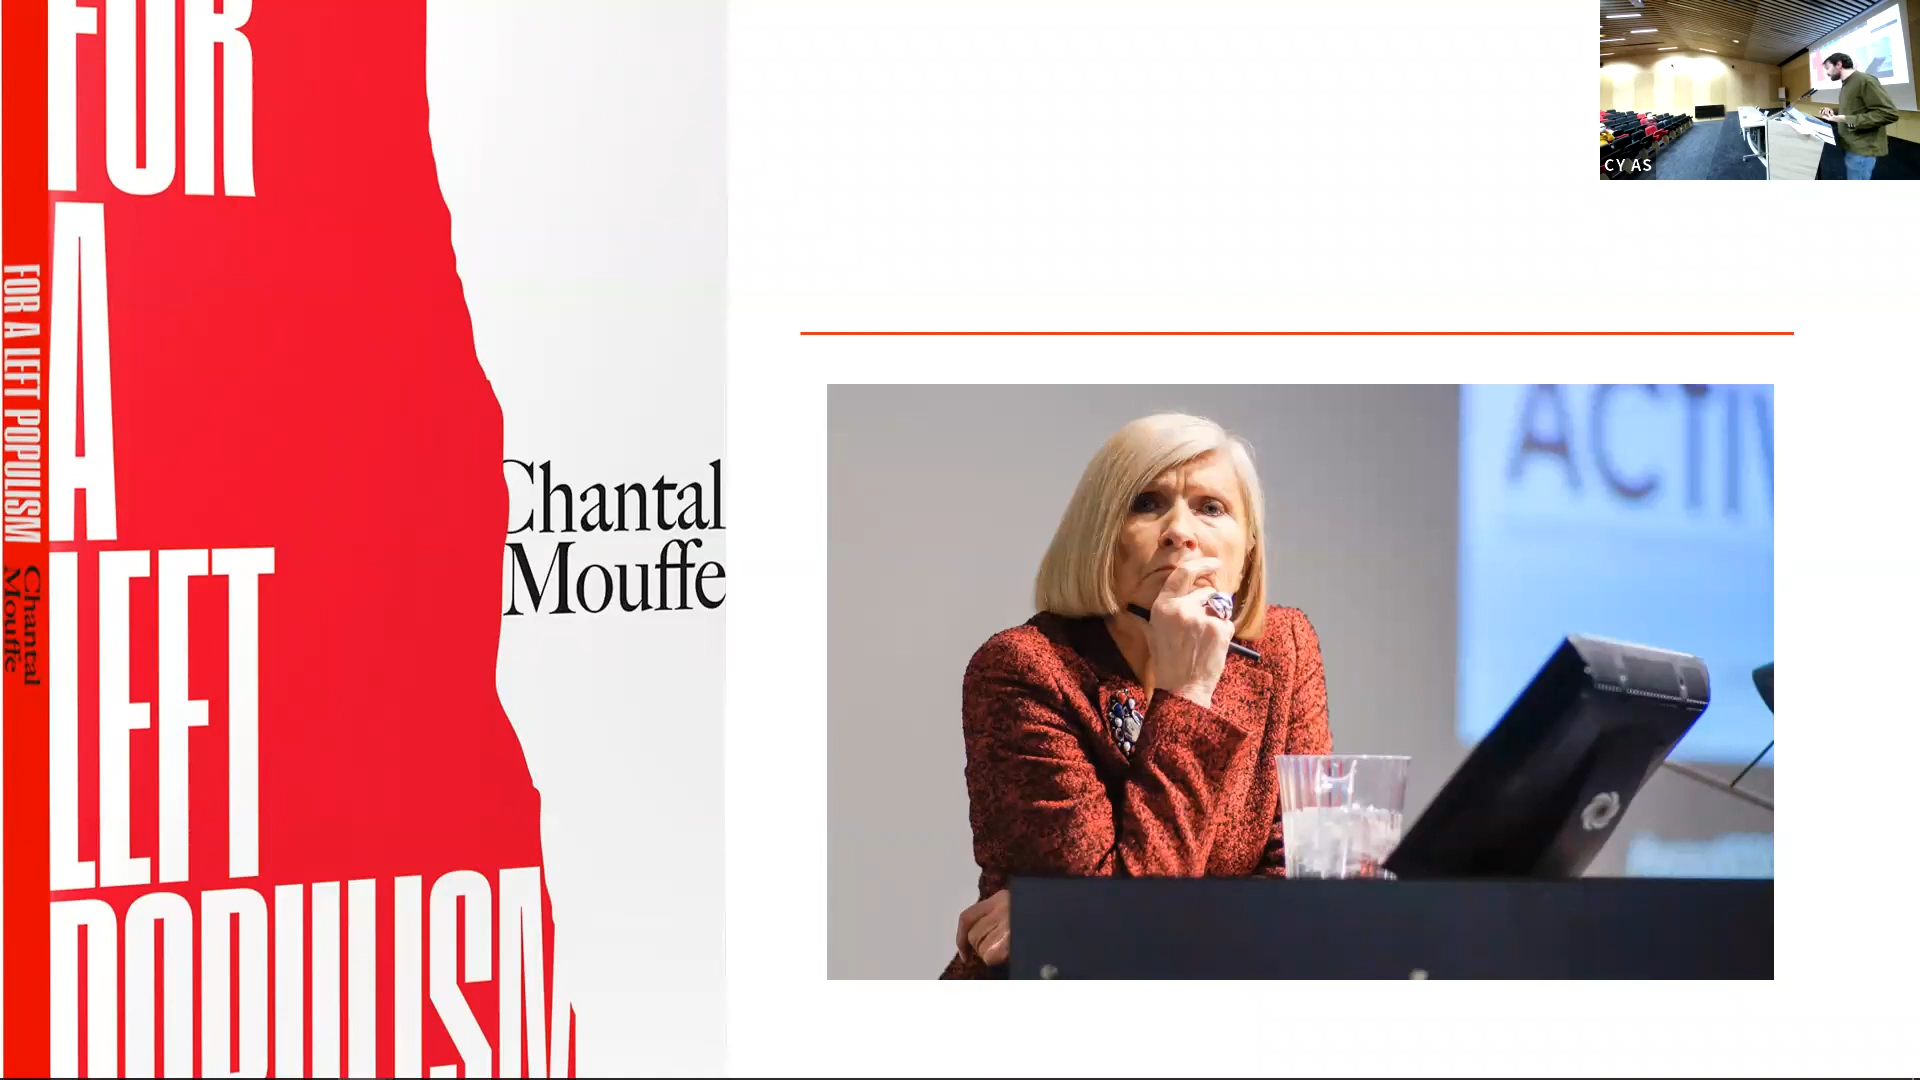 FOR
A
LEFT
POPULISM
Chantal
Mouffe
FOR A LEFT POPULISM
Chantal
Mouffe
ACTIV
CY AS